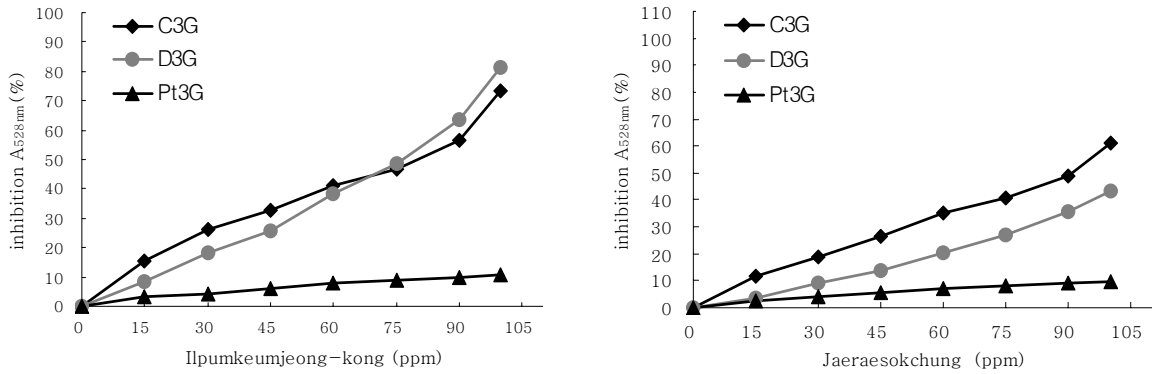 100
90
80
70
60
50
40
30
20
10
0
inhibition A528nm(%)
C3G
D3G
Pt3G
0 15 30 45 60 75 90 105
Ilpumkeumjeong-kong (ppm)
110
100
90
80
70
60
50
40
30
20
10
0
inhibition A528nm(%)
C3G
D3G
Pt3G
0 15 30 45 60 75 90 105
Jaeraesokchung (ppm)